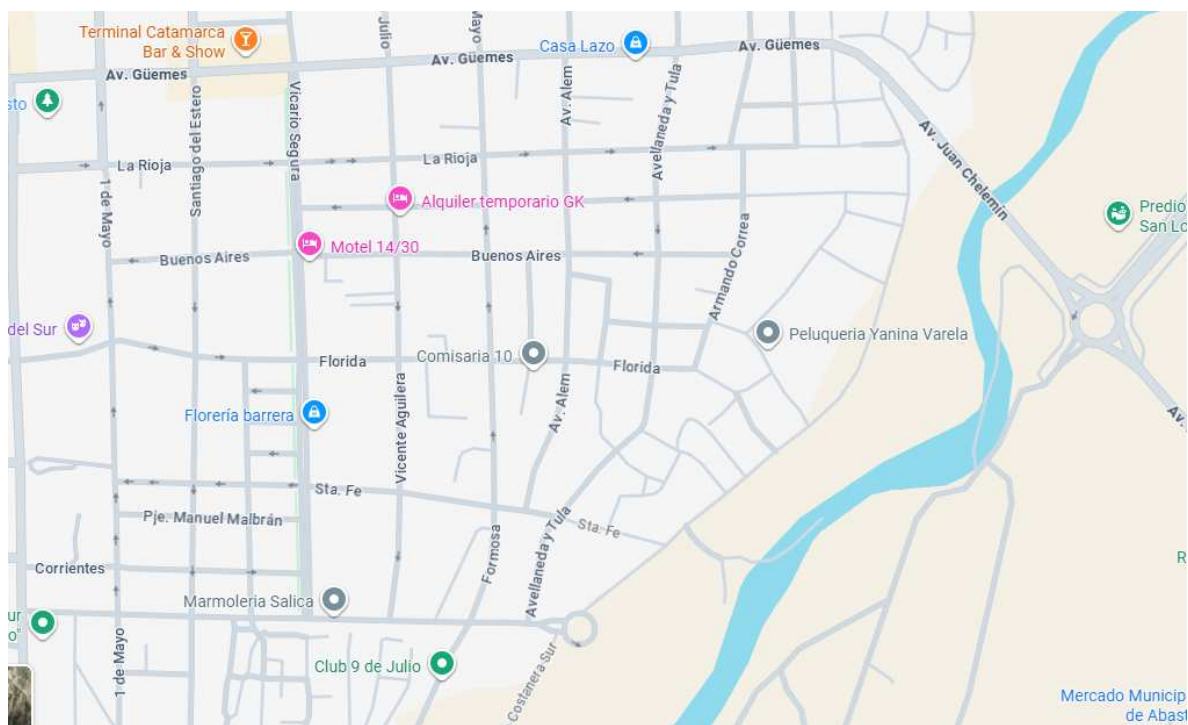 Terminal Catamarca
Bar & Show
Julio
Mayo
Casa Lazo
Av. Güemes
Av. Güemes
Av. Güemes
sto
Santiago del Estero
Vicario Segura
Av. Alem
Avellaneda y Tula
Av. Juan Chelemín
La Rioja
La Rioja
1 de Mayo
Alquiler temporario GK
Predio
San Lo
Motel 14/30
Armando Correa
Buenos Aires
Buenos Aires
del Sur
Peluqueria Yanina Varela
Florida
Comisaria 10
Florida
Florería barrera
Vicente Aguilera
Av. Alem
Av.
Sta. Fe
Pje. Manuel Malbrán
Sta. Fe
Formosa
Avellaneda y Tula
Corrientes
R
Marmoleria Salica
ur
o"
1 de Mayo
Club 9 de Julio
Costanera Sur
Mercado Municip
de Abast